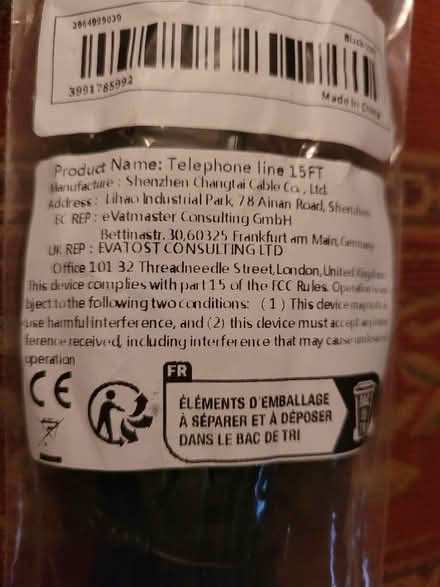 3964999039
3991785992
Made in China
Product Name: Telephone line 15FT
Manufacture : Shenzhen Changtai Cable Co., Ltd.
Address : Lihao Industrial Park, 78 Ainan Road, Shenzhen
EC REP : eVatmaster Consulting GmbH
Bettinastr. 30,60325 Frankfurt am Main, Germany
UK REP : EVATOST CONSULTING LTD
Office 101 32 Threadneedle Street, London, United Kingdom
This device complies with part 15 of the FCC Rules. Operation is
bject to the following two conditions: (1) This device may not
use harmful interference, and (2) this device must accept any
ference received, including interference that may cause
operation
CE
FR
ÉLÉMENTS D'EMBALLAGE
À SÉPARER ET À DÉPOSER
DANS LE BAC DE TRI